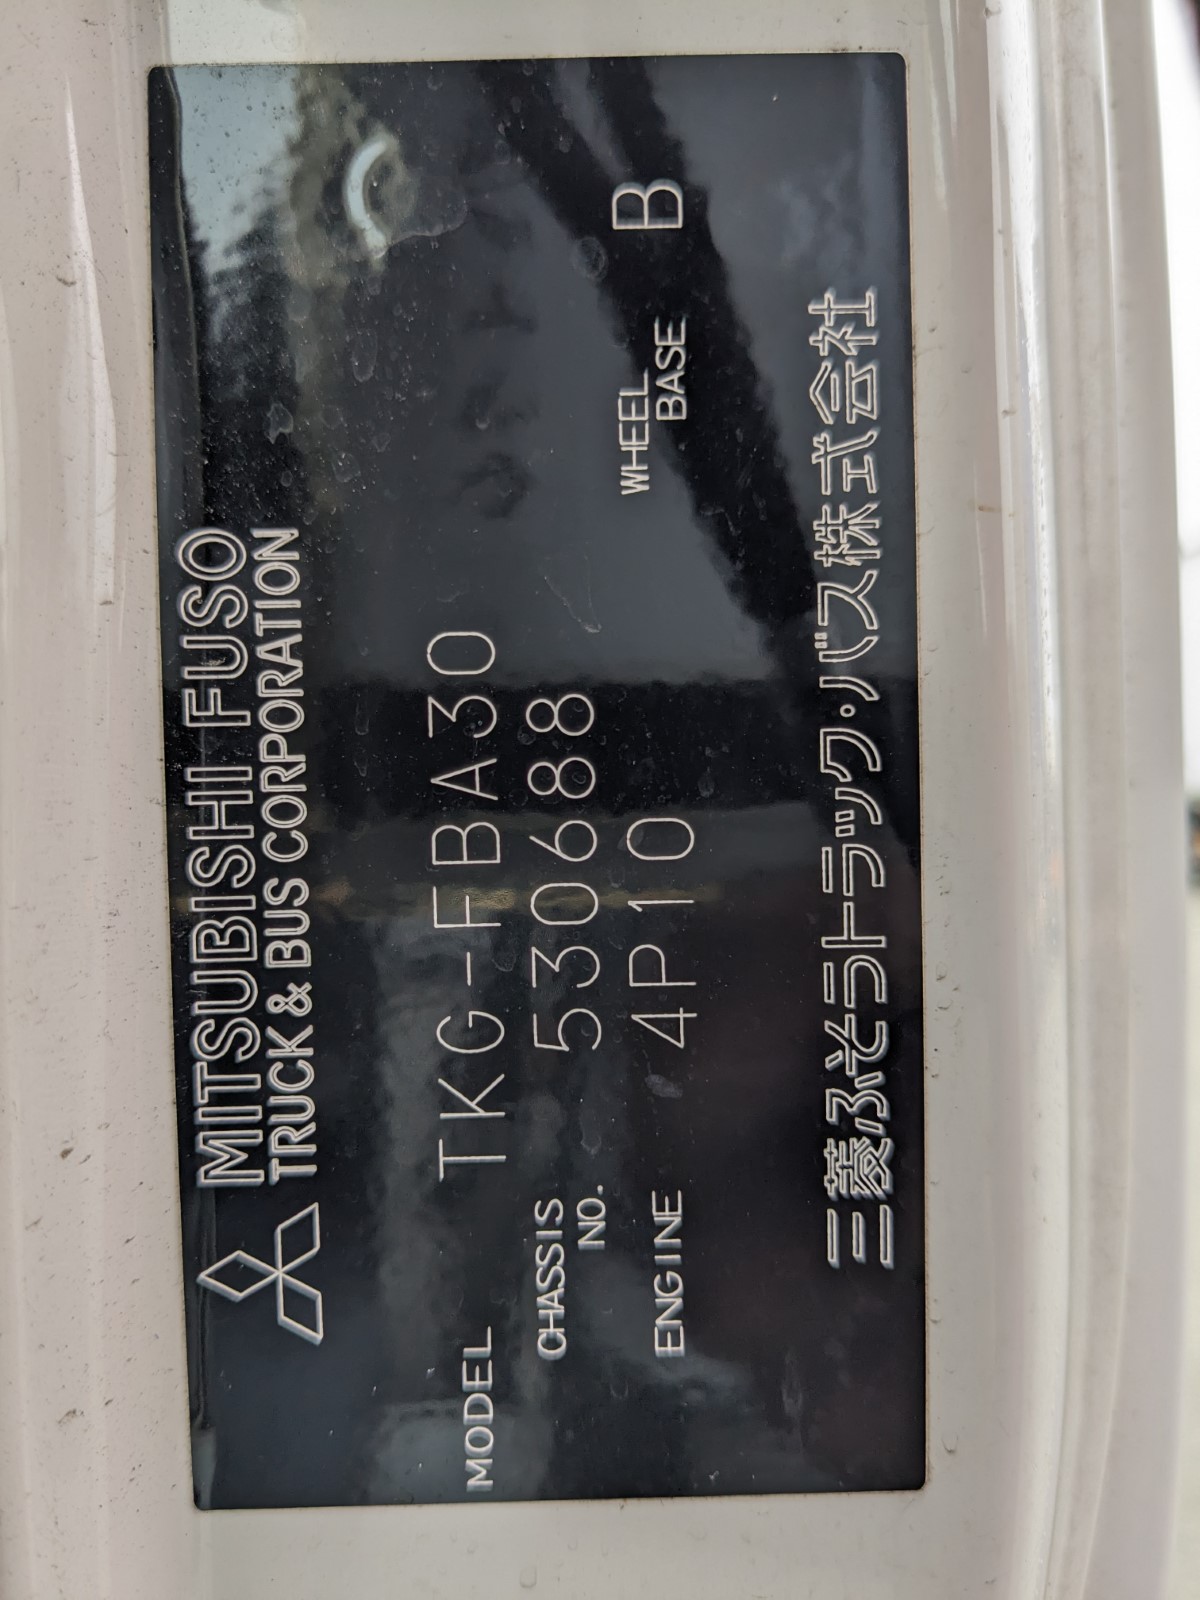 MITSUBISHI FUSO
TRUCK & BUS CORPORATION
MODEL TKG-FBA30
CHASSIS NO. 530688
ENGINE 4P10 WHEEL BASE B
三菱ふそうトラック・バス株式会社